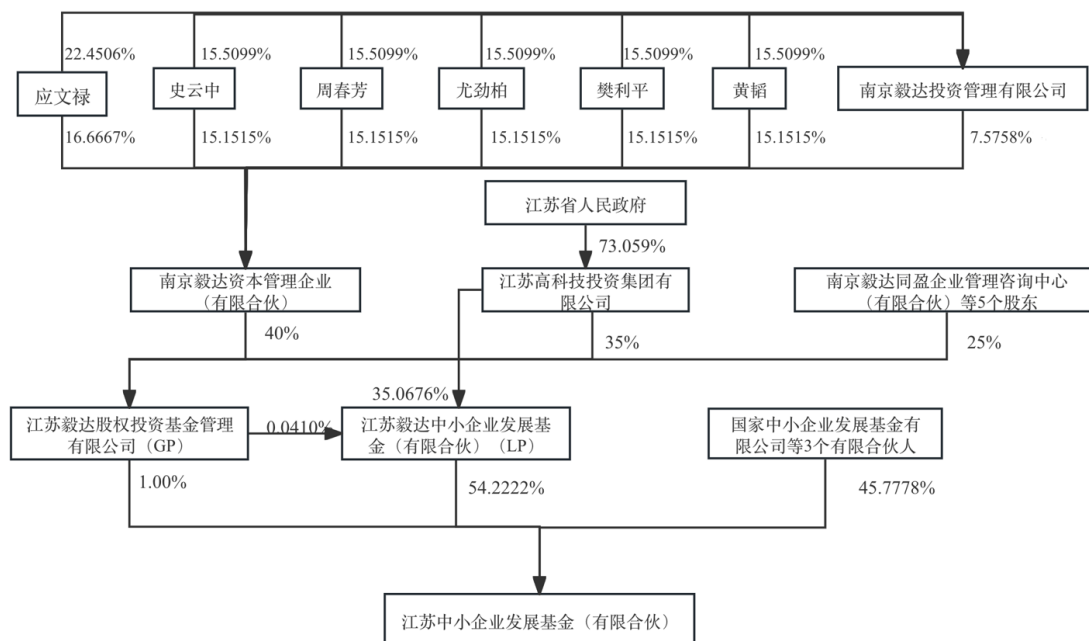 22.4506%
15.5099%
15.5099%
15.5099%
15.5099%
15.5099%
应文禄
史云中
周春芳
尤劲柏
樊利平
黄韬
南京毅达投资管理有限公司
16.6667%
15.1515%
15.1515%
15.1515%
15.1515%
15.1515%
7.5758%
江苏省人民政府
73.059%
南京毅达资本管理企业
（有限合伙）
江苏高科技投资集团有
限公司
南京毅达同盈企业管理咨询中心
（有限合伙）等5个股东
40%
35%
25%
35.0676%
江苏毅达股权投资基金管理
有限公司（GP）
0.0410%
江苏毅达中小企业发展基
金（有限合伙）（LP）
国家中小企业发展基金有
限公司等3个有限合伙人
1.00%
54.2222%
45.7778%
江苏中小企业发展基金（有限合伙）